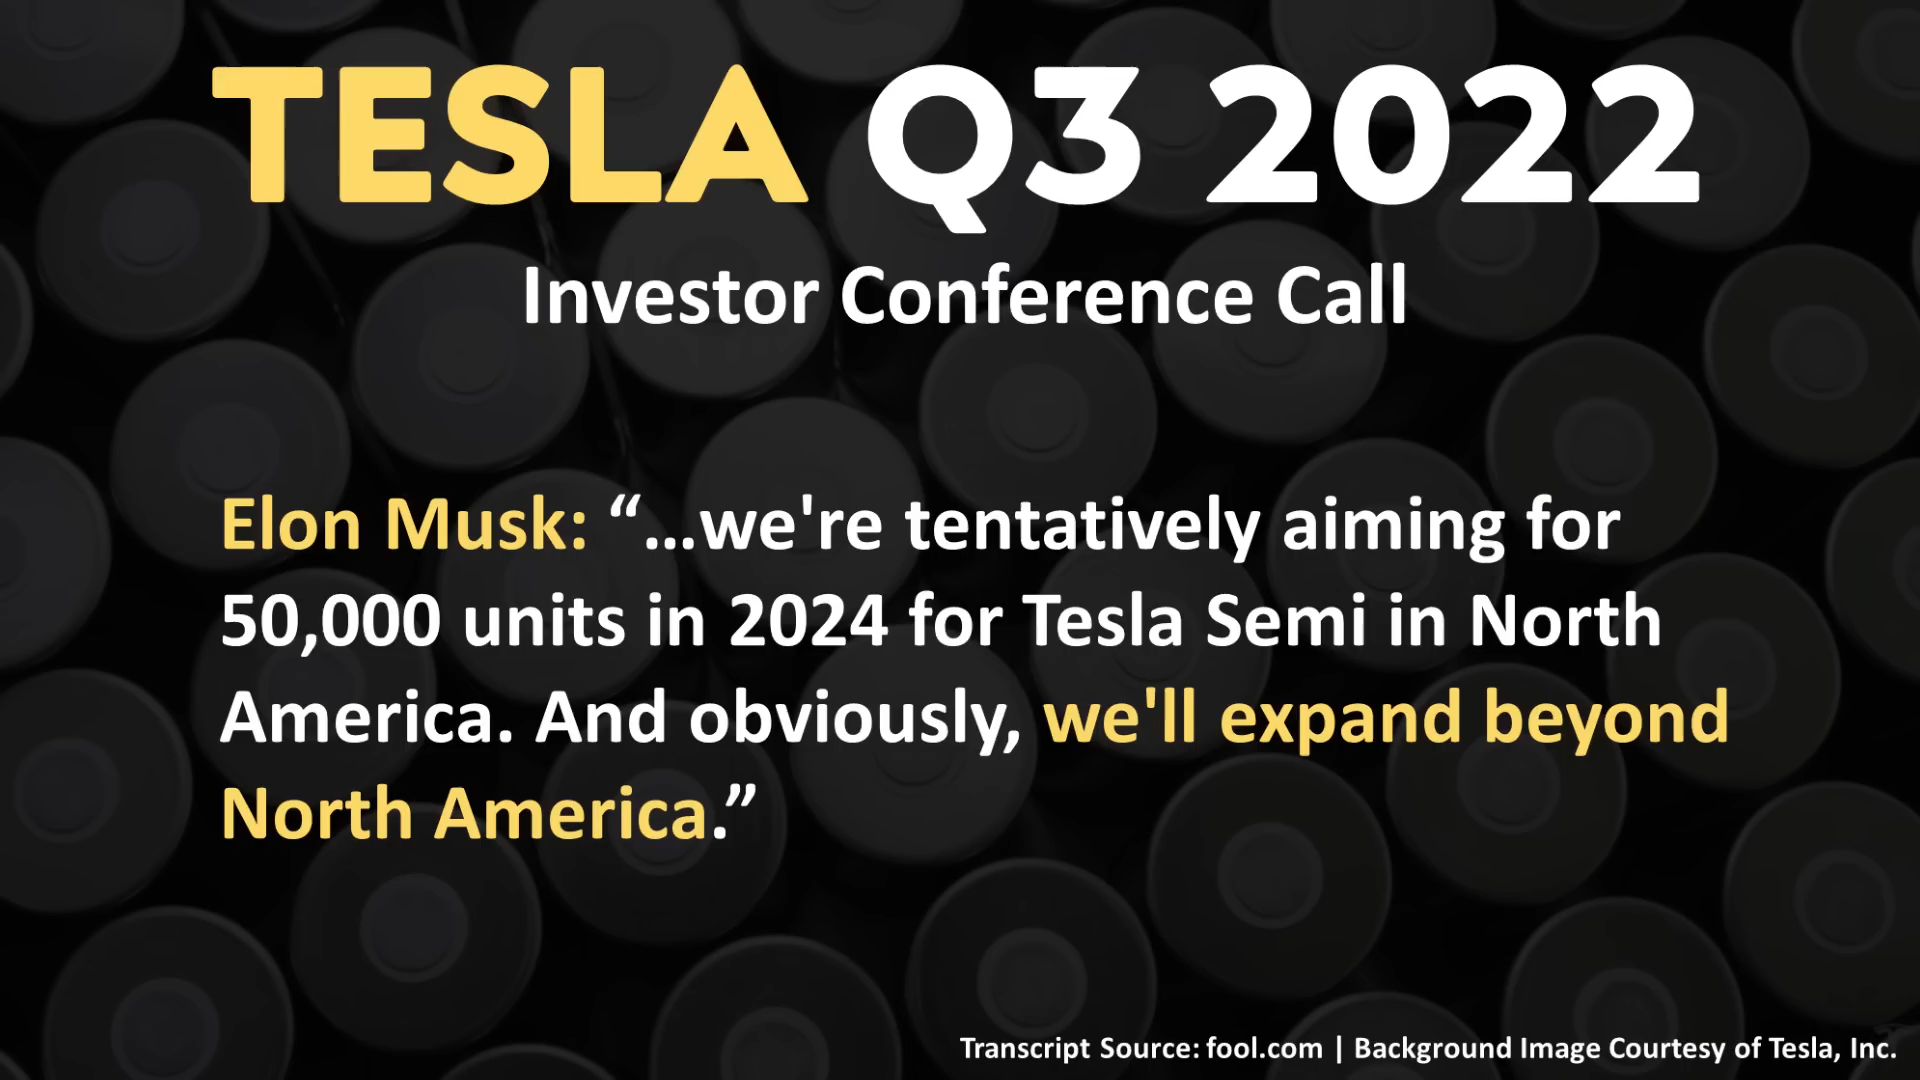 TESLA Q3 2022
Investor Conference Call
Elon Musk: “...we're tentatively aiming for
50,000 units in 2024 for Tesla Semi in North
America. And obviously, we'll expand beyond
North America.”
Transcript Source: fool.com | Background Image Courtesy of Tesla, Inc.